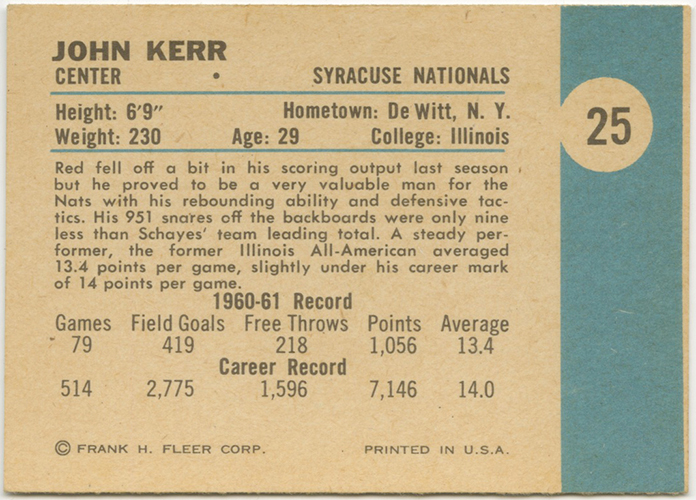 JOHN KERR
CENTER • SYRACUSE NATIONALS
Height: 6'9" Hometown: De Witt, N. Y.
Weight: 230 Age: 29 College: Illinois
25
Red fell off a bit in his scoring output last season
but he proved to be a very valuable man for the
Nats with his rebounding ability and defensive tac-
tics. His 951 snares off the backboards were only nine
less than Schayes' team leading total. A steady per-
former, the former Illinois All-American averaged
13.4 points per game, slightly under his career mark
of 14 points per game.
1960-61 Record
Games Field Goals Free Throws Points Average
79 419 218 1,056 13.4
Career Record
514 2,775 1,596 7,146 14.0
© FRANK H. FLEER CORP. PRINTED IN U.S.A.